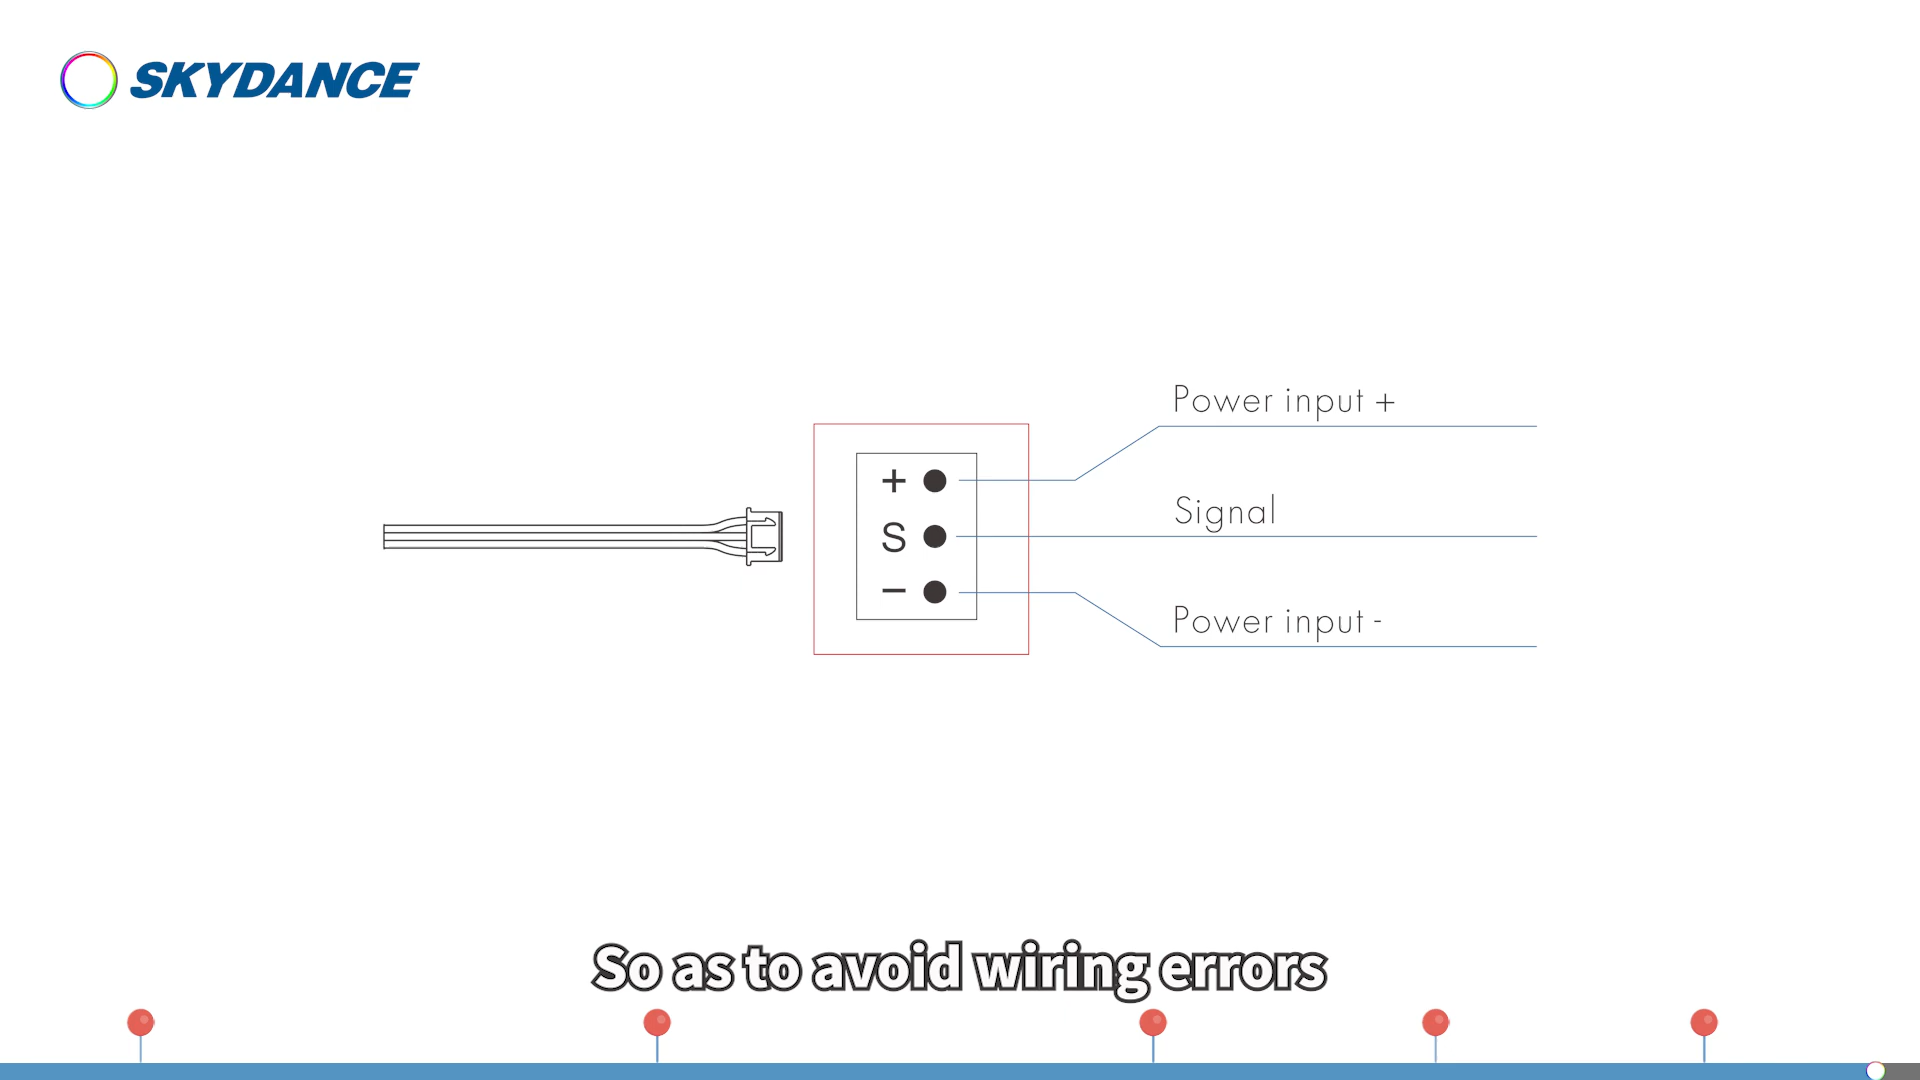 SKYDANCE
Power input +
+
S
Signal
-
Power input -
So as to avoid wiring errors